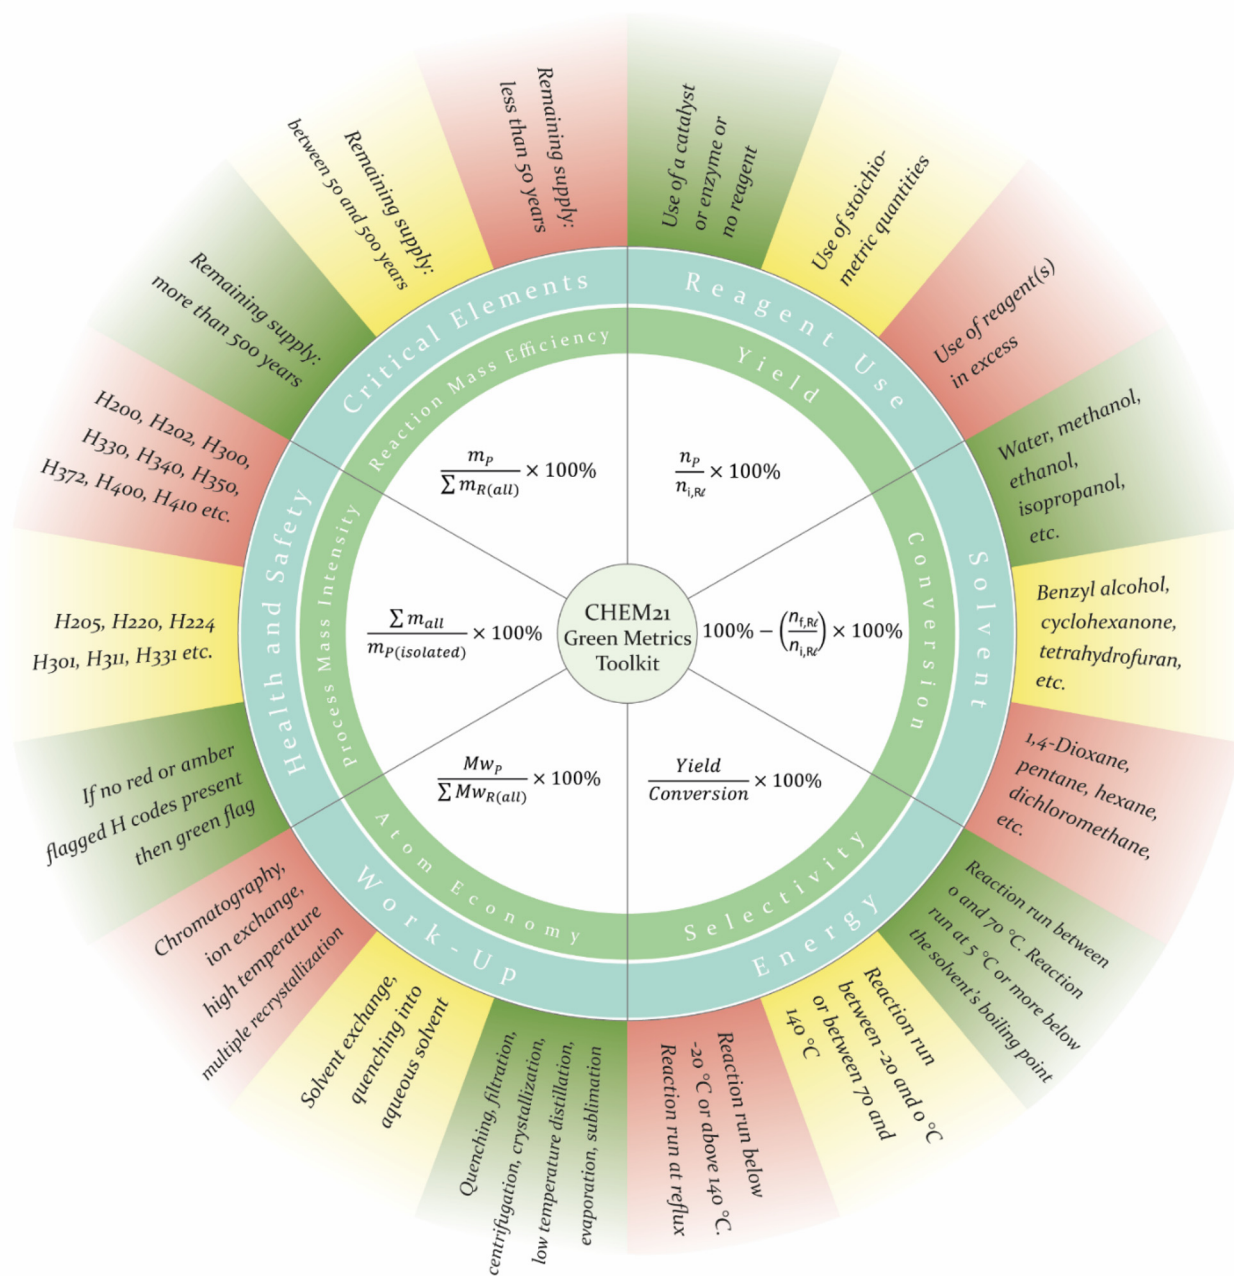 CHEM21
Green Metrics
Toolkit
Yield
n_P / n_i,Rℓ × 100%
Conversion
100% − (n_f,Rℓ / n_i,Rℓ) × 100%
Selectivity
Yield / Conversion × 100%
Atom Economy
Mw_P / ∑ Mw_R(all) × 100%
Process Mass Intensity
∑ m_all / m_P(isolated) × 100%
Reaction Mass Efficiency
m_P / ∑ m_R(all) × 100%
Reagent Use
Use of a catalyst
or enzyme or
no reagent
Use of stoichio-
metric quantities
Use of reagent(s)
in excess
Solvent
Water, methanol,
ethanol,
isopropanol,
etc.
Benzyl alcohol,
cyclohexanone,
tetrahydrofuran,
etc.
1,4-Dioxane,
pentane, hexane,
dichloromethane,
etc.
Energy
Reaction run between
0 and 70 °C. Reaction
run at 5 °C or more below
the solvent's boiling point
Reaction run
between -20 and 0 °C
or between 70 and
140 °C
Reaction run below
-20 °C or above 140 °C.
Reaction run at reflux
Work-Up
Quenching, filtration,
centrifugation, crystallization,
low temperature distillation,
evaporation, sublimation
Solvent exchange,
quenching into
aqueous solvent
Chromatography,
ion exchange,
high temperature
multiple recrystallization
Health and Safety
If no red or amber
flagged H codes present
then green flag
H205, H220, H224
H301, H311, H331 etc.
H200, H202, H300,
H330, H340, H350,
H372, H400, H410 etc.
Critical Elements
Remaining supply:
more than 500 years
Remaining supply:
between 50 and 500 years
Remaining supply:
less than 50 years